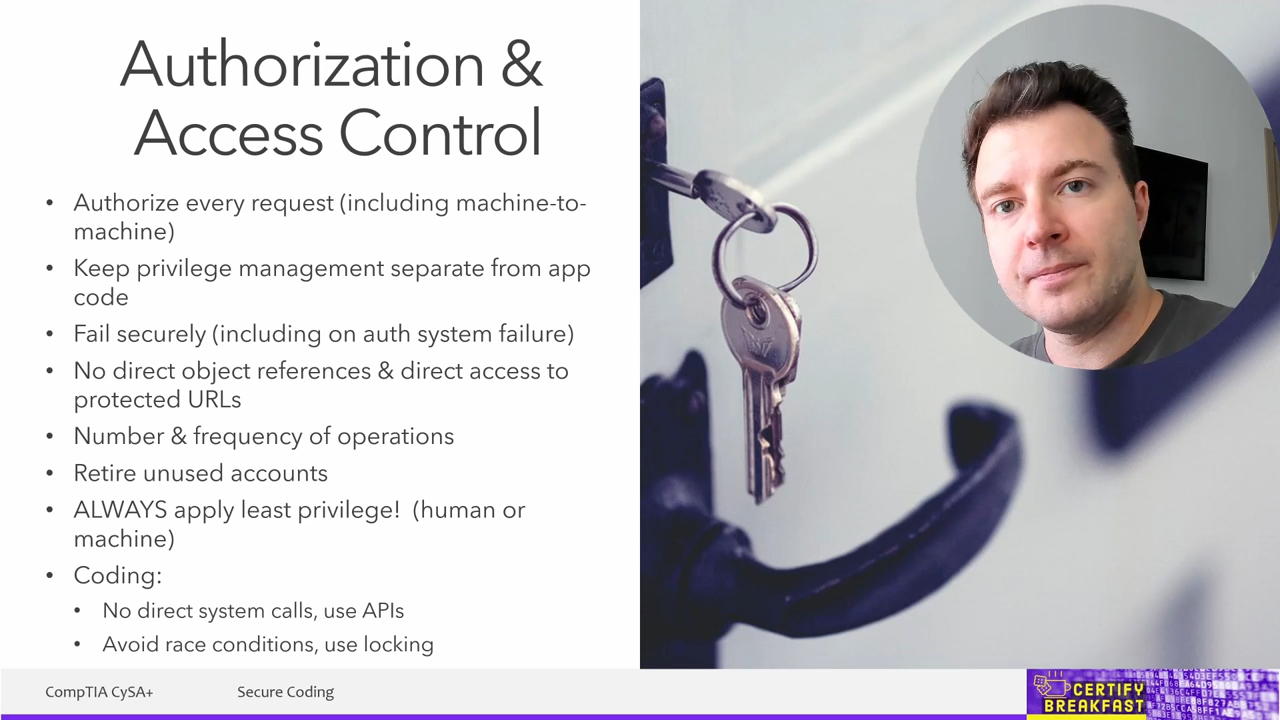 Authorization &
Access Control
• Authorize every request (including machine-to-
machine)
• Keep privilege management separate from app
code
• Fail securely (including on auth system failure)
• No direct object references & direct access to
protected URLs
• Number & frequency of operations
• Retire unused accounts
• ALWAYS apply least privilege!  (human or
machine)
• Coding:
• No direct system calls, use APIs
• Avoid race conditions, use locking
CompTIA CySA+
Secure Coding
CERTIFY
BREAKFAST